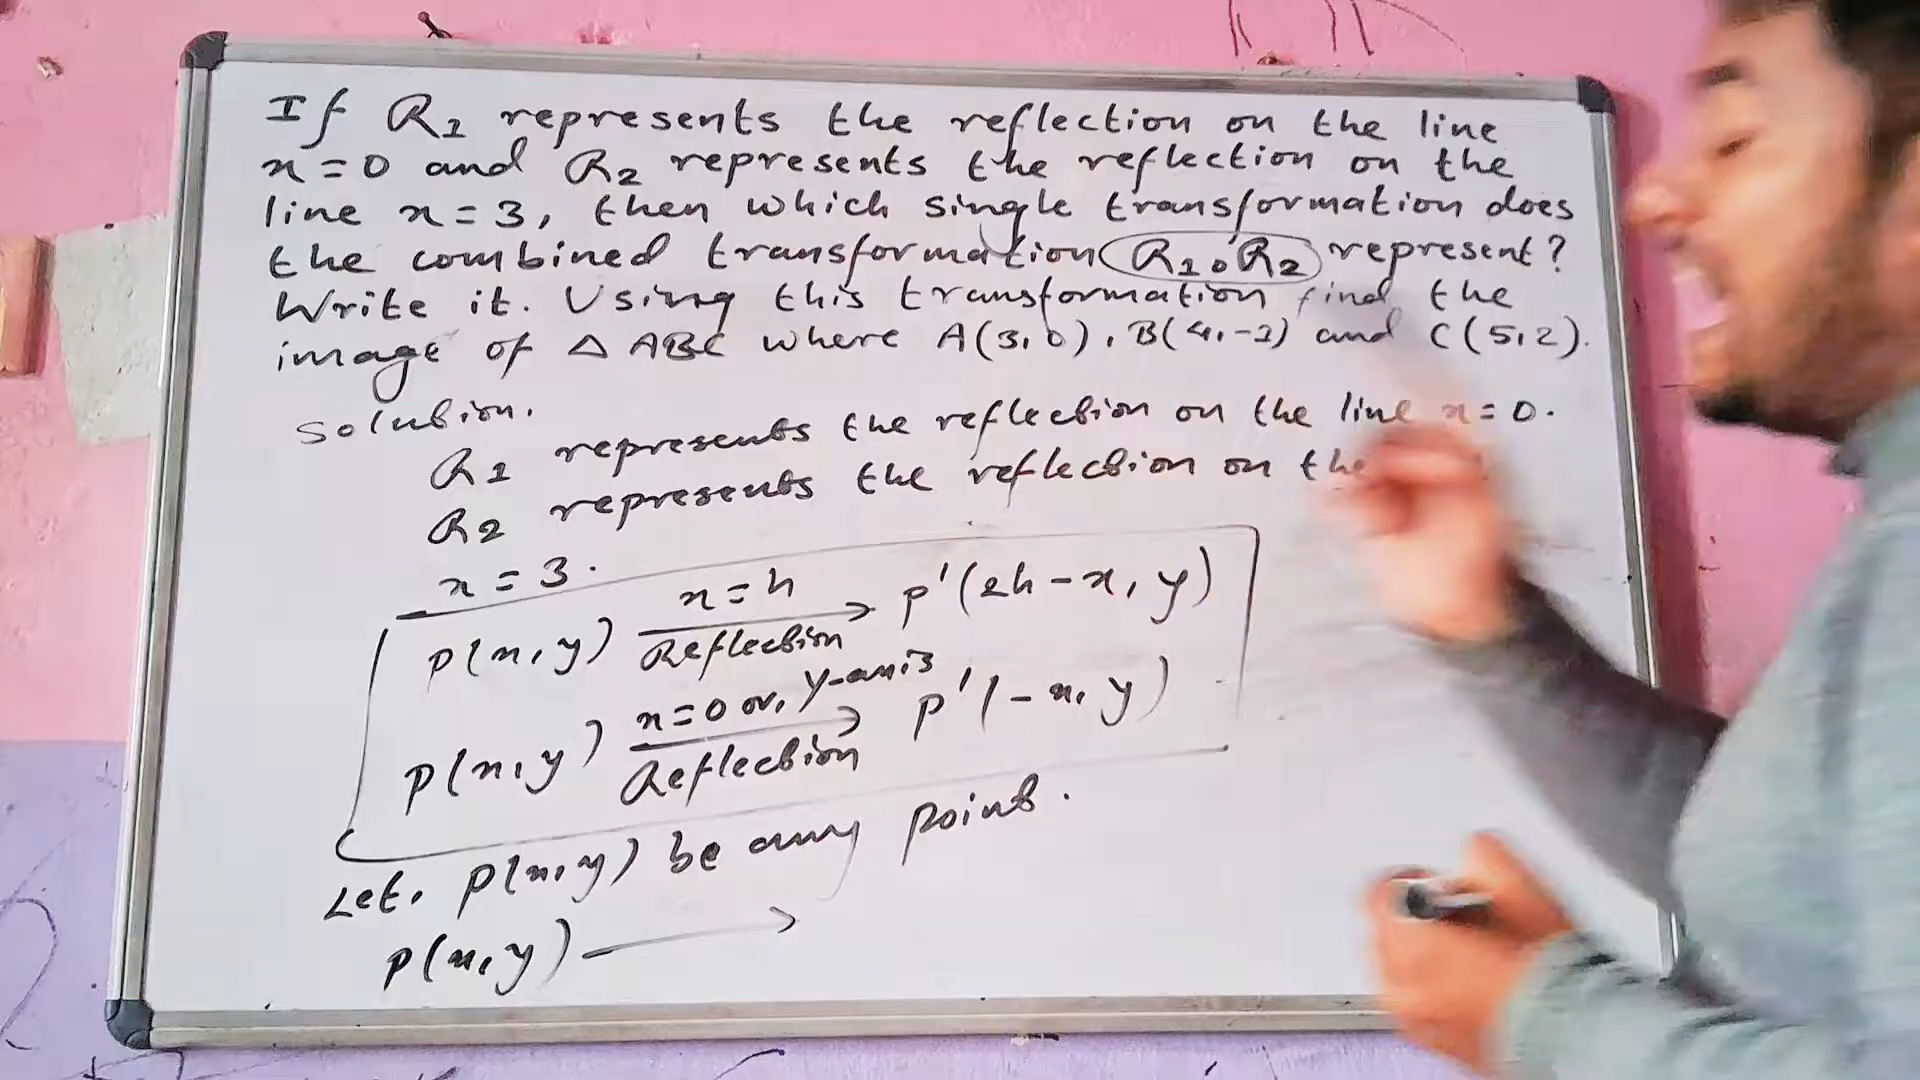 If R1 represents the reflection on the line
x=0 and R2 represents the reflection on the
line x=3, then which single transformation does
the combined transformation R1oR2 represent?
Write it. Using this transformation find the
image of △ABC where A(3,0), B(4,-1) and C(5,2).
Solution.
R1 represents the reflection on the line x=0.
R2 represents the reflection on the
x=3.
P(x,y) x=h Reflection → P'(2h-x, y)
P(x,y) x=0 or, y-axis Reflection → P'(-x, y)
Let, P(x,y) be any point.
P(x,y) →